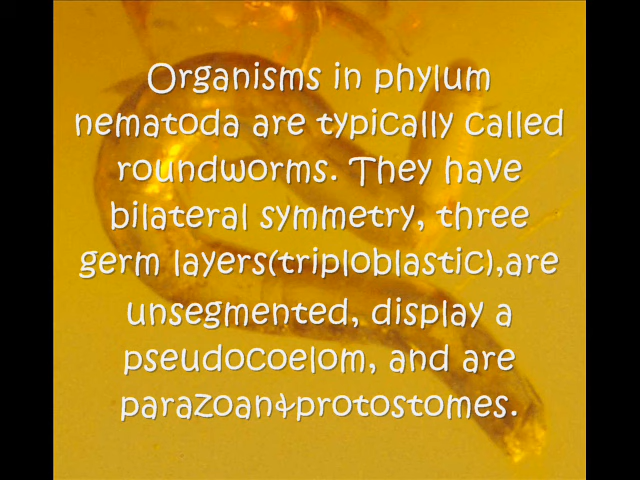 Organisms in phylum
nematoda are typically called
roundworms. They have
bilateral symmetry, three
germ layers(triploblastic),are
unsegmented, display a
pseudocoelom, and are
parazoan&protostomes.